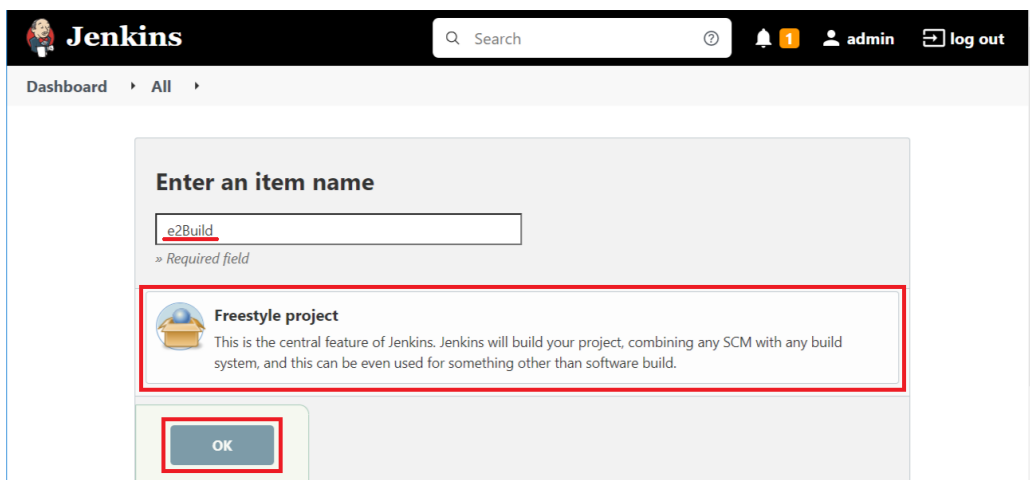 Jenkins
Search
1
admin
log out
Dashboard
All
Enter an item name
e2Build
» Required field
Freestyle project
This is the central feature of Jenkins. Jenkins will build your project, combining any SCM with any build
system, and this can be even used for something other than software build.
OK